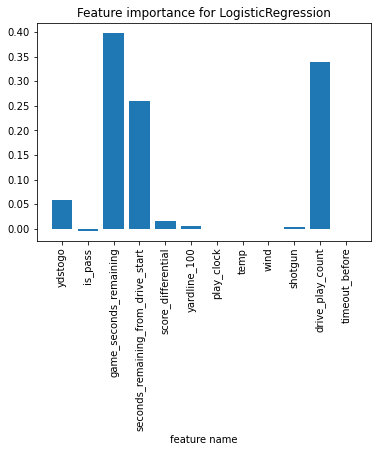 Feature importance for LogisticRegression
0.40
0.35
0.30
0.25
0.20
0.15
0.10
0.05
0.00
ydstogo
is_pass
game_seconds_remaining
seconds_remaining_from_drive_start
score_differential
yardline_100
play_clock
temp
wind
shotgun
drive_play_count
timeout_before
feature name